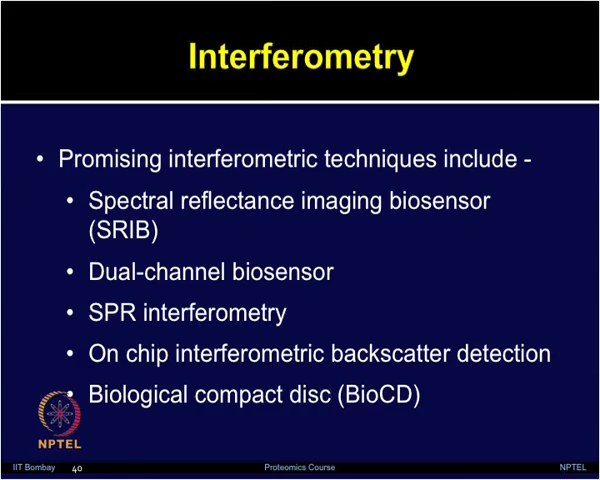 Interferometry
• Promising interferometric techniques include -
• Spectral reflectance imaging biosensor
(SRIB)
• Dual-channel biosensor
• SPR interferometry
• On chip interferometric backscatter detection
• Biological compact disc (BioCD)
NPTEL
IIT Bombay 40 Proteomics Course NPTEL